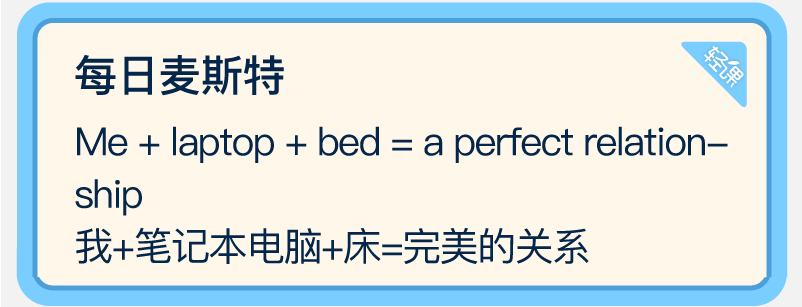 每日麦斯特
轻课
Me + laptop + bed = a perfect relation-
ship
我+笔记本电脑+床=完美的关系